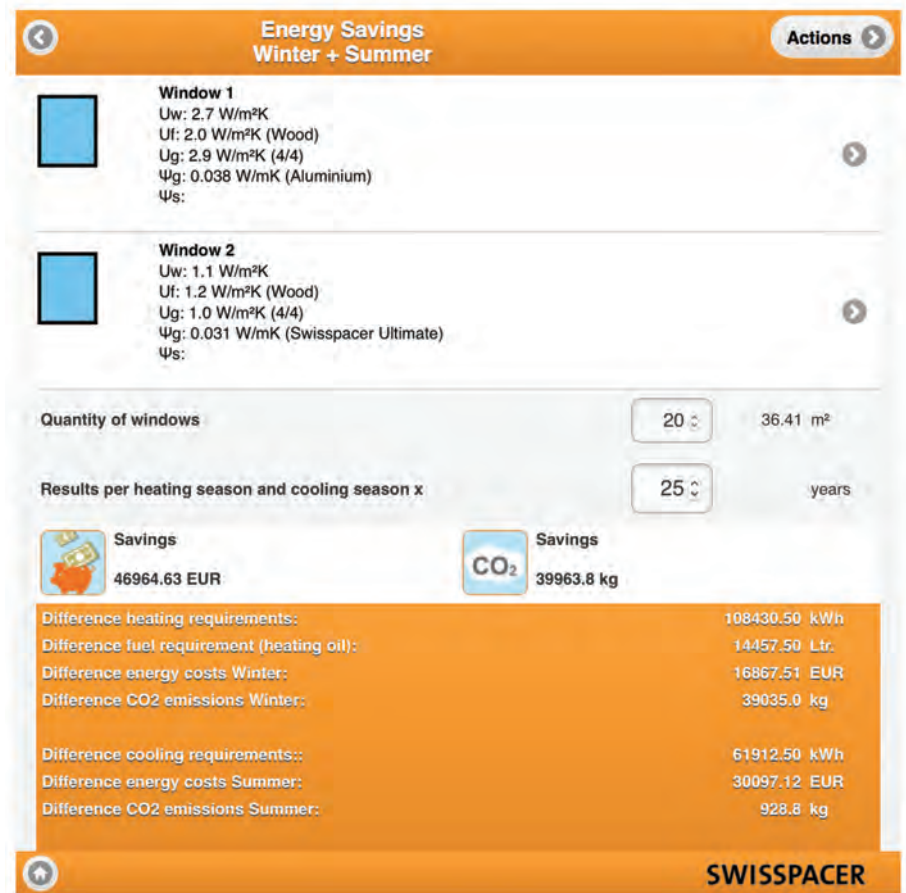 Energy Savings
Winter + Summer
Actions
Window 1
Uw: 2.7 W/m²K
Uf: 2.0 W/m²K (Wood)
Ug: 2.9 W/m²K (4/4)
Ψg: 0.038 W/mK (Aluminium)
Ψs:
Window 2
Uw: 1.1 W/m²K
Uf: 1.2 W/m²K (Wood)
Ug: 1.0 W/m²K (4/4)
Ψg: 0.031 W/mK (Swisspacer Ultimate)
Ψs:
Quantity of windows 20 36.41 m²
Results per heating season and cooling season x 25 years
Savings
46964.63 EUR
CO₂
Savings
39963.8 kg
Difference heating requirements: 108430.50 kWh
Difference fuel requirement (heating oil): 14457.50 Ltr.
Difference energy costs Winter: 16867.51 EUR
Difference CO2 emissions Winter: 39035.0 kg
Difference cooling requirements:: 61912.50 kWh
Difference energy costs Summer: 30097.12 EUR
Difference CO2 emissions Summer: 928.8 kg
SWISSPACER